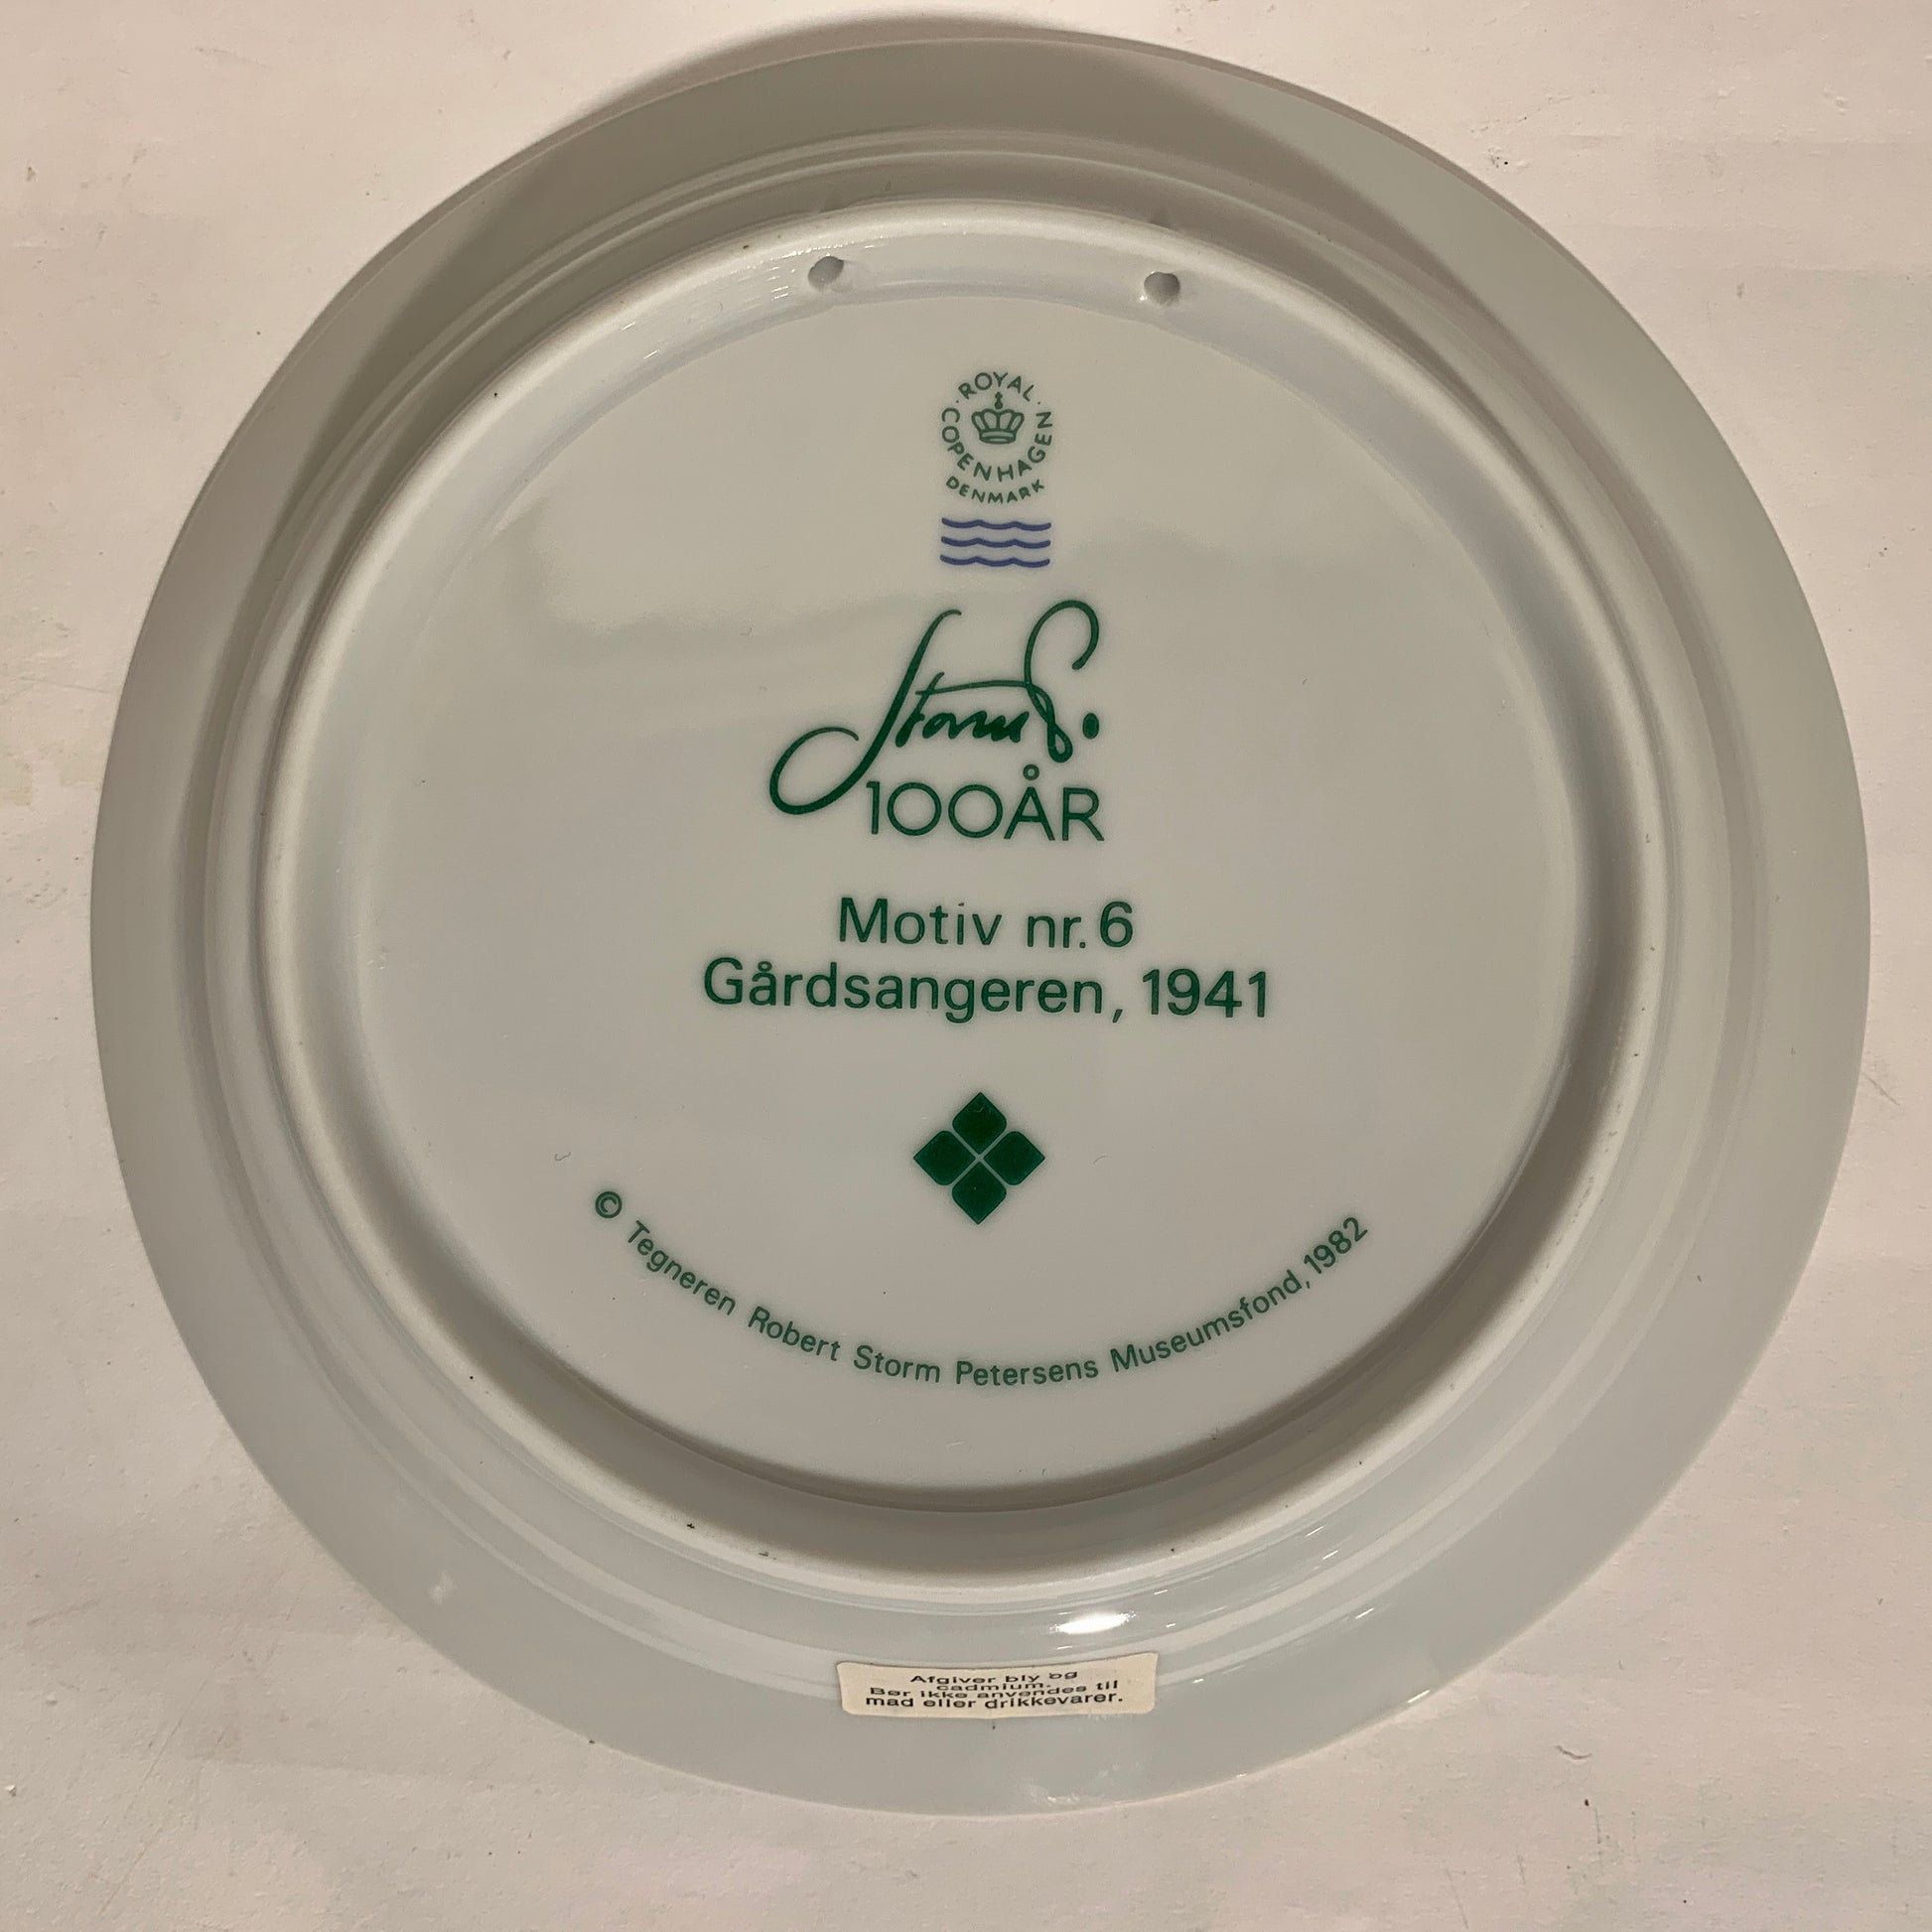 ROYAL
COPENHAGEN
DENMARK
Storm P.
100ÅR
Motiv nr. 6
Gårdsangeren, 1941
© Tegneren Robert Storm Petersens Museumsfond, 1982
Afgiver bly og
cadmium.
Bør ikke anvendes til
mad eller drikkevarer.